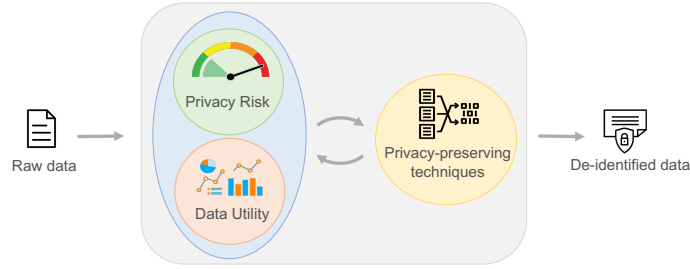 Raw data
Privacy Risk
Data Utility
Privacy-preserving
techniques
De-identified data